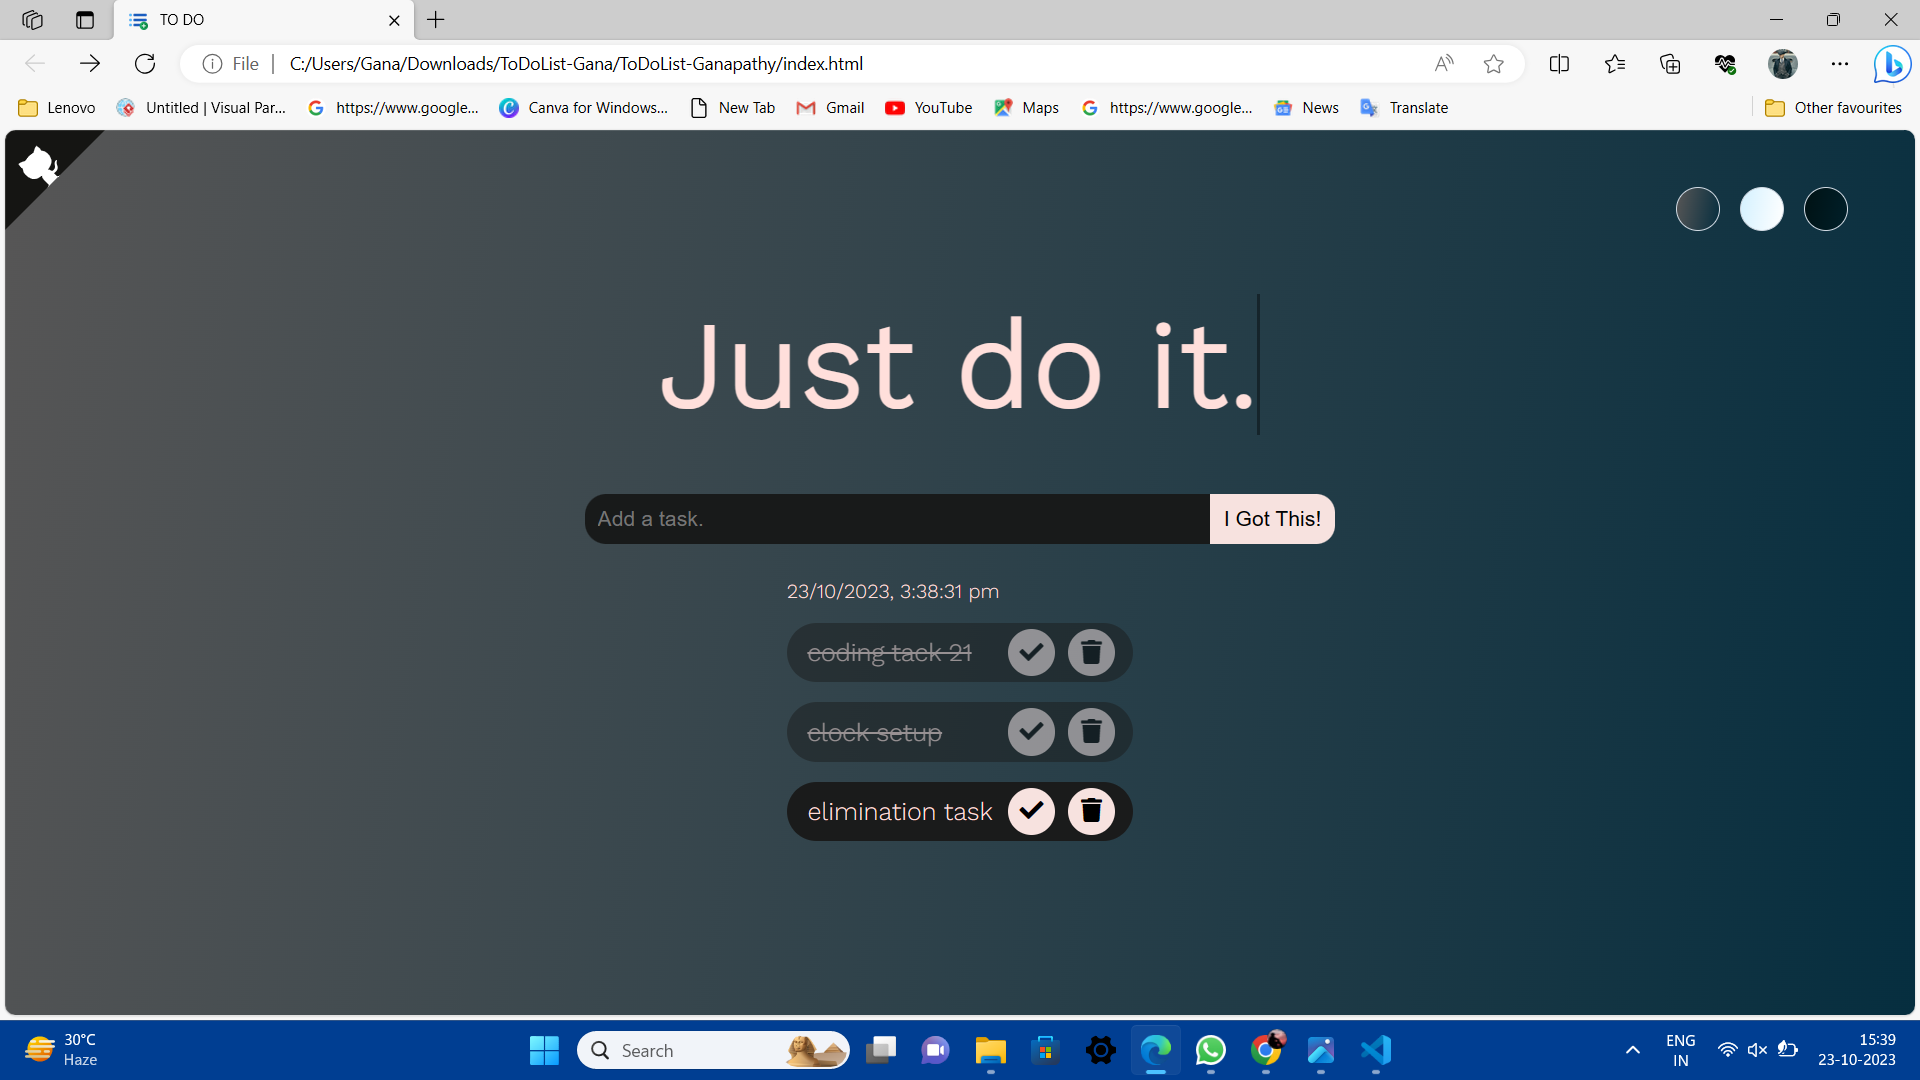 TO DO
File
C:/Users/Gana/Downloads/ToDoList-Gana/ToDoList-Ganapathy/index.html
Lenovo
Untitled | Visual Par...
https://www.google...
Canva for Windows...
New Tab
Gmail
YouTube
Maps
https://www.google...
News
Translate
Other favourites
Just do it.
Add a task.
I Got This!
23/10/2023, 3:38:31 pm
coding tack 21
clock setup
elimination task
30°C
Haze
Search
ENG
IN
15:39
23-10-2023